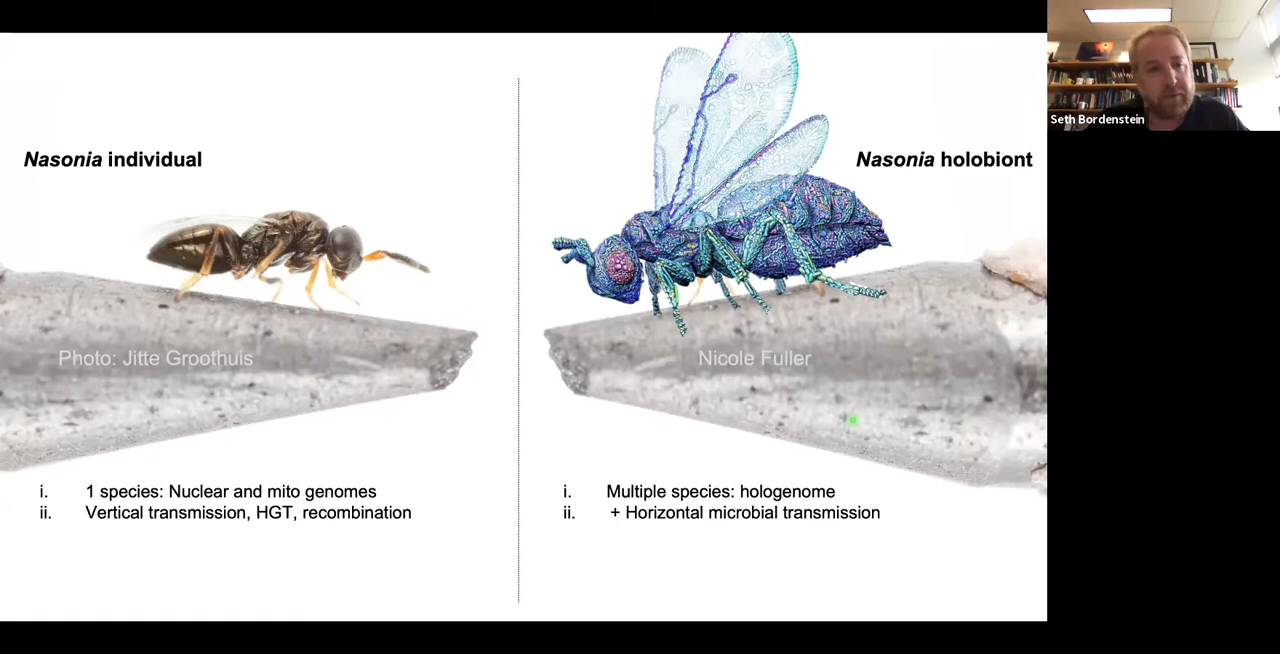 Nasonia individual
Photo: Jitte Groothuis
i. 1 species: Nuclear and mito genomes
ii. Vertical transmission, HGT, recombination
Nasonia holobiont
Nicole Fuller
i. Multiple species: hologenome
ii. + Horizontal microbial transmission
Seth Bordenstein